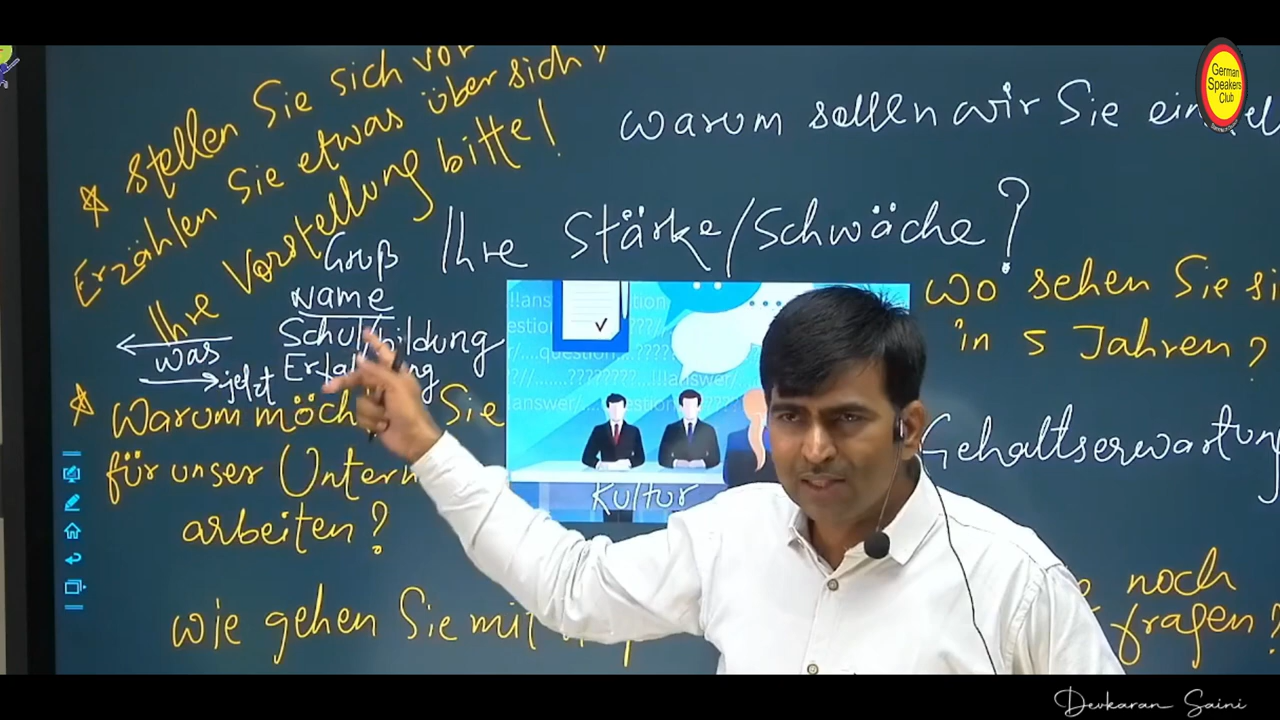 * Stellen Sie sich vor
Erzählen Sie etwas über sich?
Ihre Vorstellung bitte!
Gruß
Name
Schul/bildung
was
jetzt
* Warum Sie
für unser
arbeiten?
wie gehen Sie mit
warum sollen wir Sie
Ihre Stärke/Schwäche?
wo sehen Sie
in 5 Jahren?
Gehaltserwartung
noch
fragen?
Kultur
German
Speakers
Club
Devkaran Saini